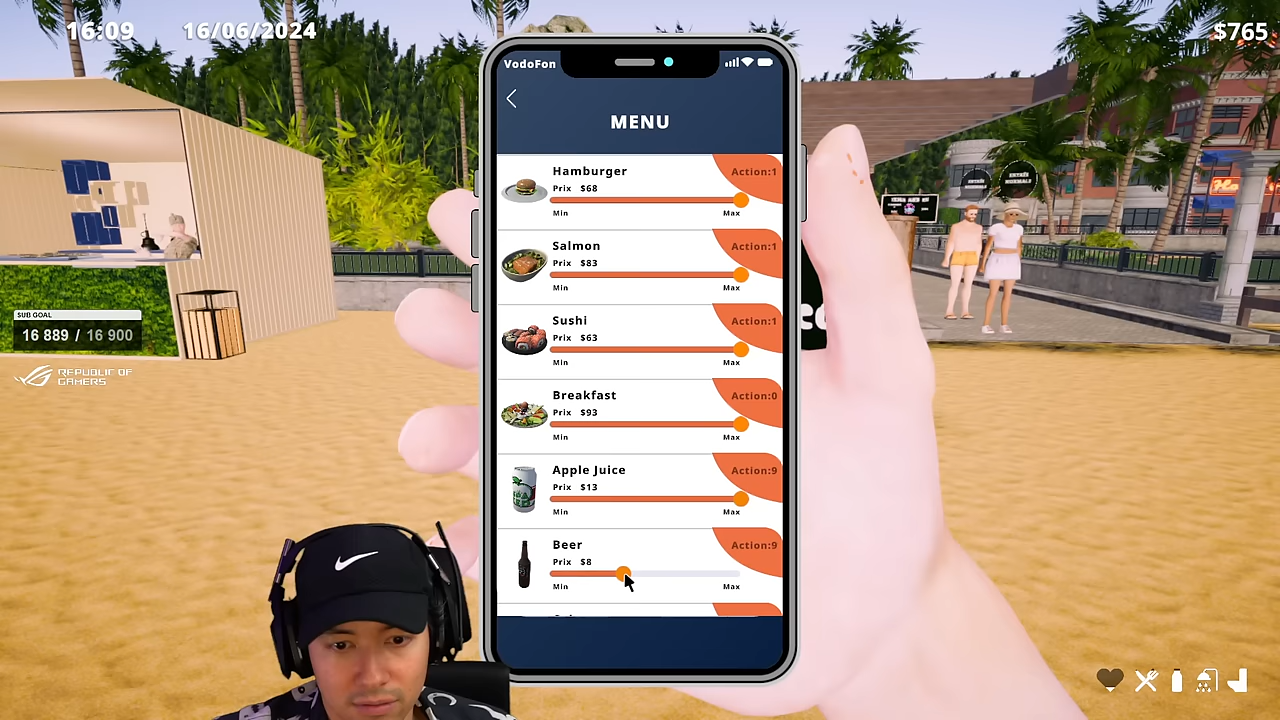 16:09
16/06/2024
$765
VodoFon
MENU
Hamburger
Action:1
Prix $68
Min
Max
Salmon
Action:1
Prix $83
Min
Max
Sushi
Action:1
Prix $63
Min
Max
Breakfast
Action:0
Prix $93
Min
Max
Apple Juice
Action:9
Prix $13
Min
Max
Beer
Action:9
Prix $8
Min
Max
SUB GOAL
16 889 / 16 900
REPUBLIC OF
GAMERS